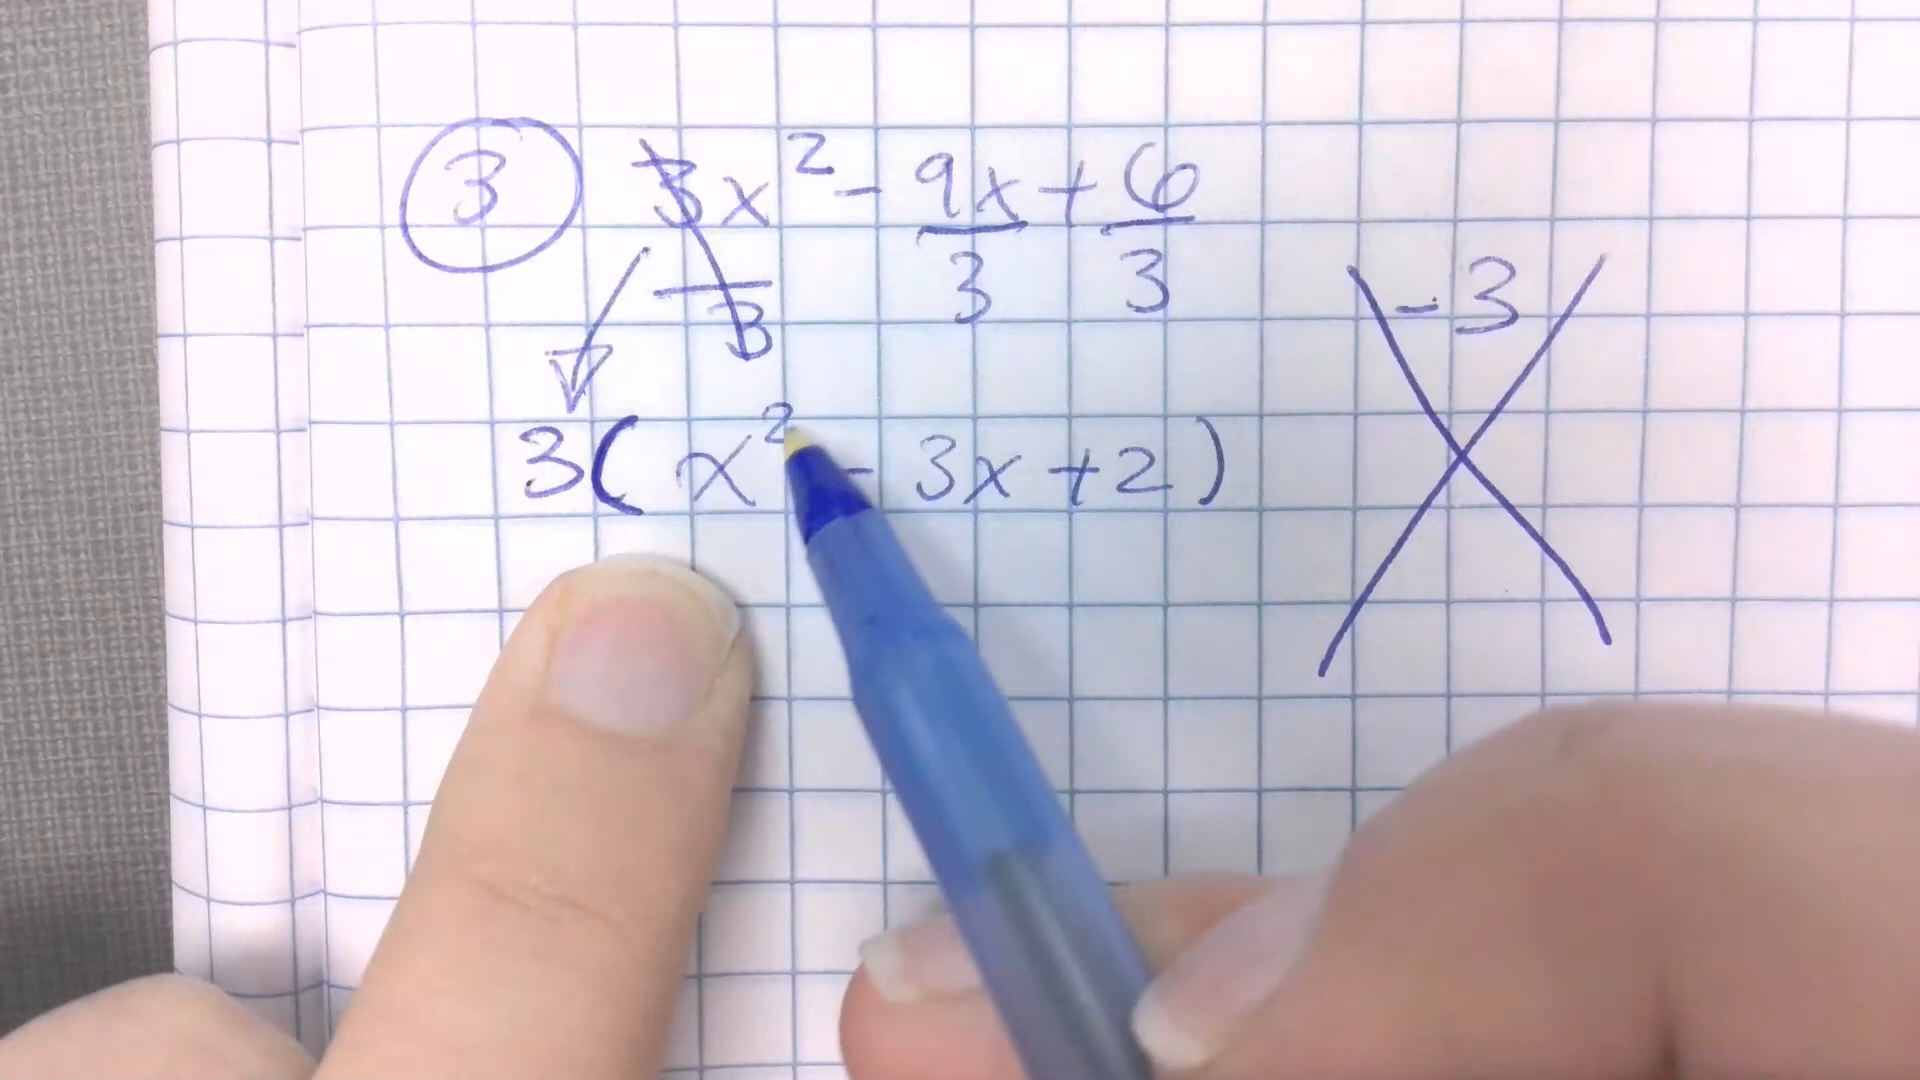 ③ 3x² - 9x + 6
3 3 3
-3
3( x² - 3x + 2 )